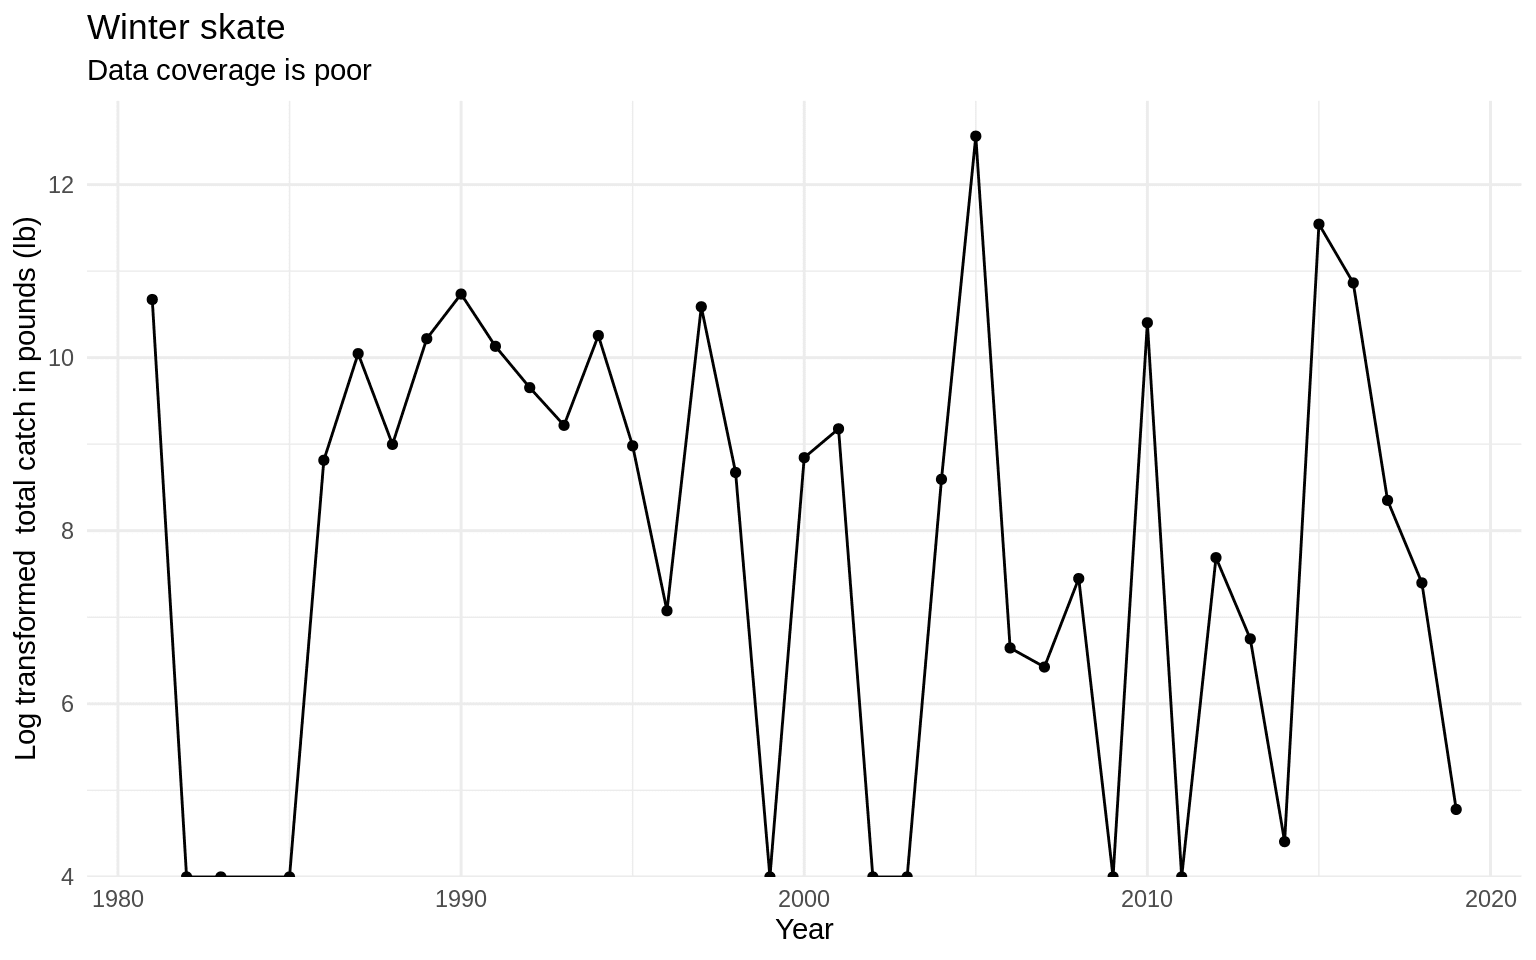 Winter skate
Data coverage is poor
Log transformed  total catch in pounds (lb)
12
10
8
6
4
1980
1990
2000
2010
2020
Year